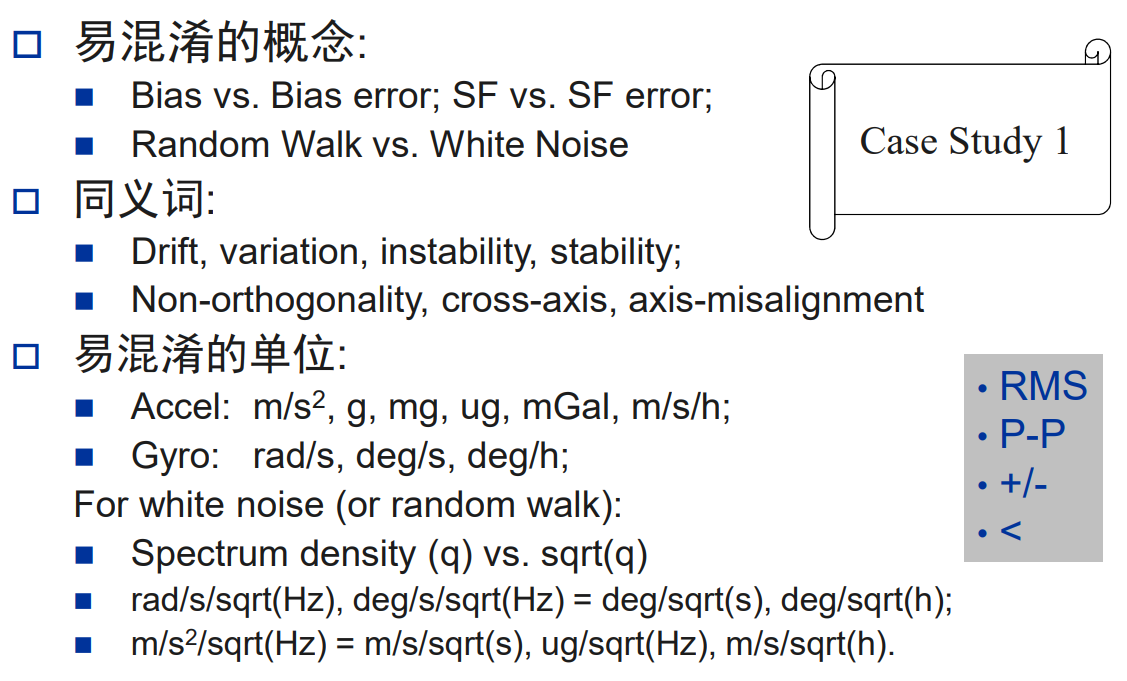 易混淆的概念:
Bias vs. Bias error; SF vs. SF error;
Random Walk vs. White Noise
Case Study 1
同义词:
Drift, variation, instability, stability;
Non-orthogonality, cross-axis, axis-misalignment
易混淆的单位:
Accel: m/s², g, mg, ug, mGal, m/s/h;
Gyro: rad/s, deg/s, deg/h;
For white noise (or random walk):
Spectrum density (q) vs. sqrt(q)
rad/s/sqrt(Hz), deg/s/sqrt(Hz) = deg/sqrt(s), deg/sqrt(h);
m/s²/sqrt(Hz) = m/s/sqrt(s), ug/sqrt(Hz), m/s/sqrt(h).
• RMS
• P-P
• +/-
• <